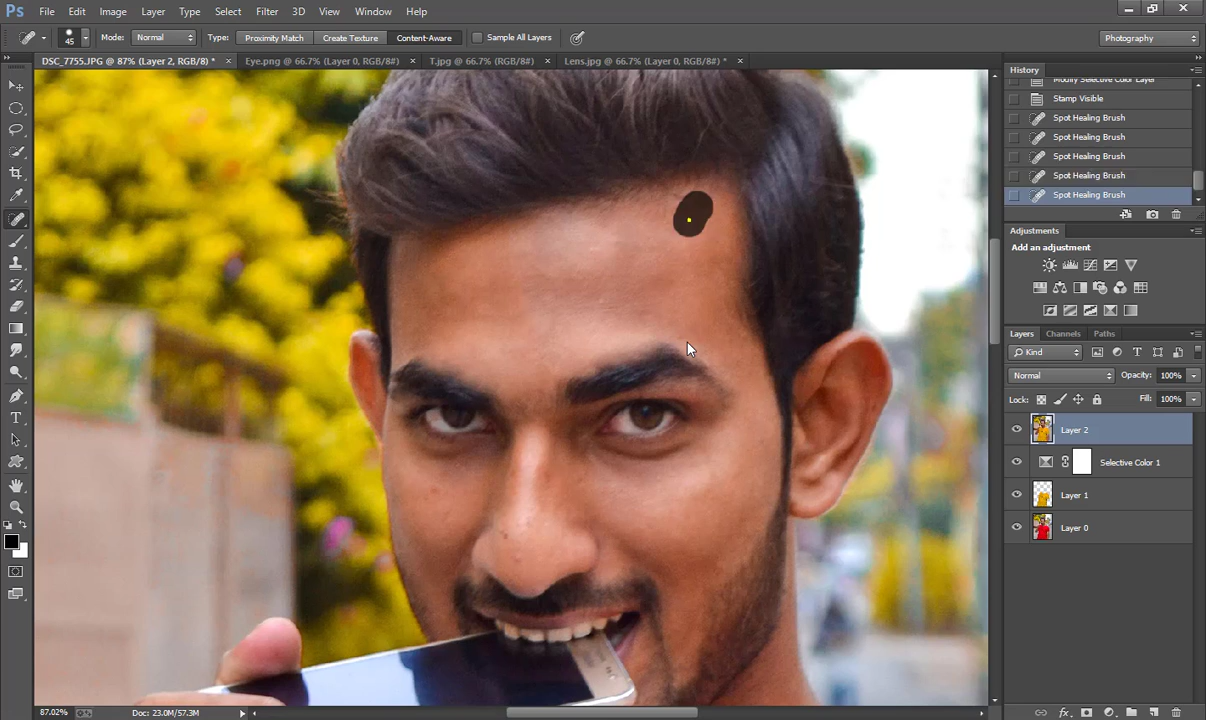 Ps File Edit Image Layer Type Select Filter 3D View Window Help
45 Mode: Normal Type: Proximity Match Create Texture Content-Aware Sample All Layers Photography
DSC_7755.JPG @ 87% (Layer 2, RGB/8) * × Eye.png @ 66.7% (Layer 0, RGB/8#) × T.jpg @ 66.7% (RGB/8#) × Lens.jpg @ 66.7% (Layer 0, RGB/8#) * ×
History
Modify Selective Color Layer
Stamp Visible
Spot Healing Brush
Spot Healing Brush
Spot Healing Brush
Spot Healing Brush
Spot Healing Brush
Adjustments
Add an adjustment
Layers Channels Paths
Kind
Normal Opacity: 100%
Lock: Fill: 100%
Layer 2
Selective Color 1
Layer 1
Layer 0
fx
87.02% Doc: 23.0M/57.3M